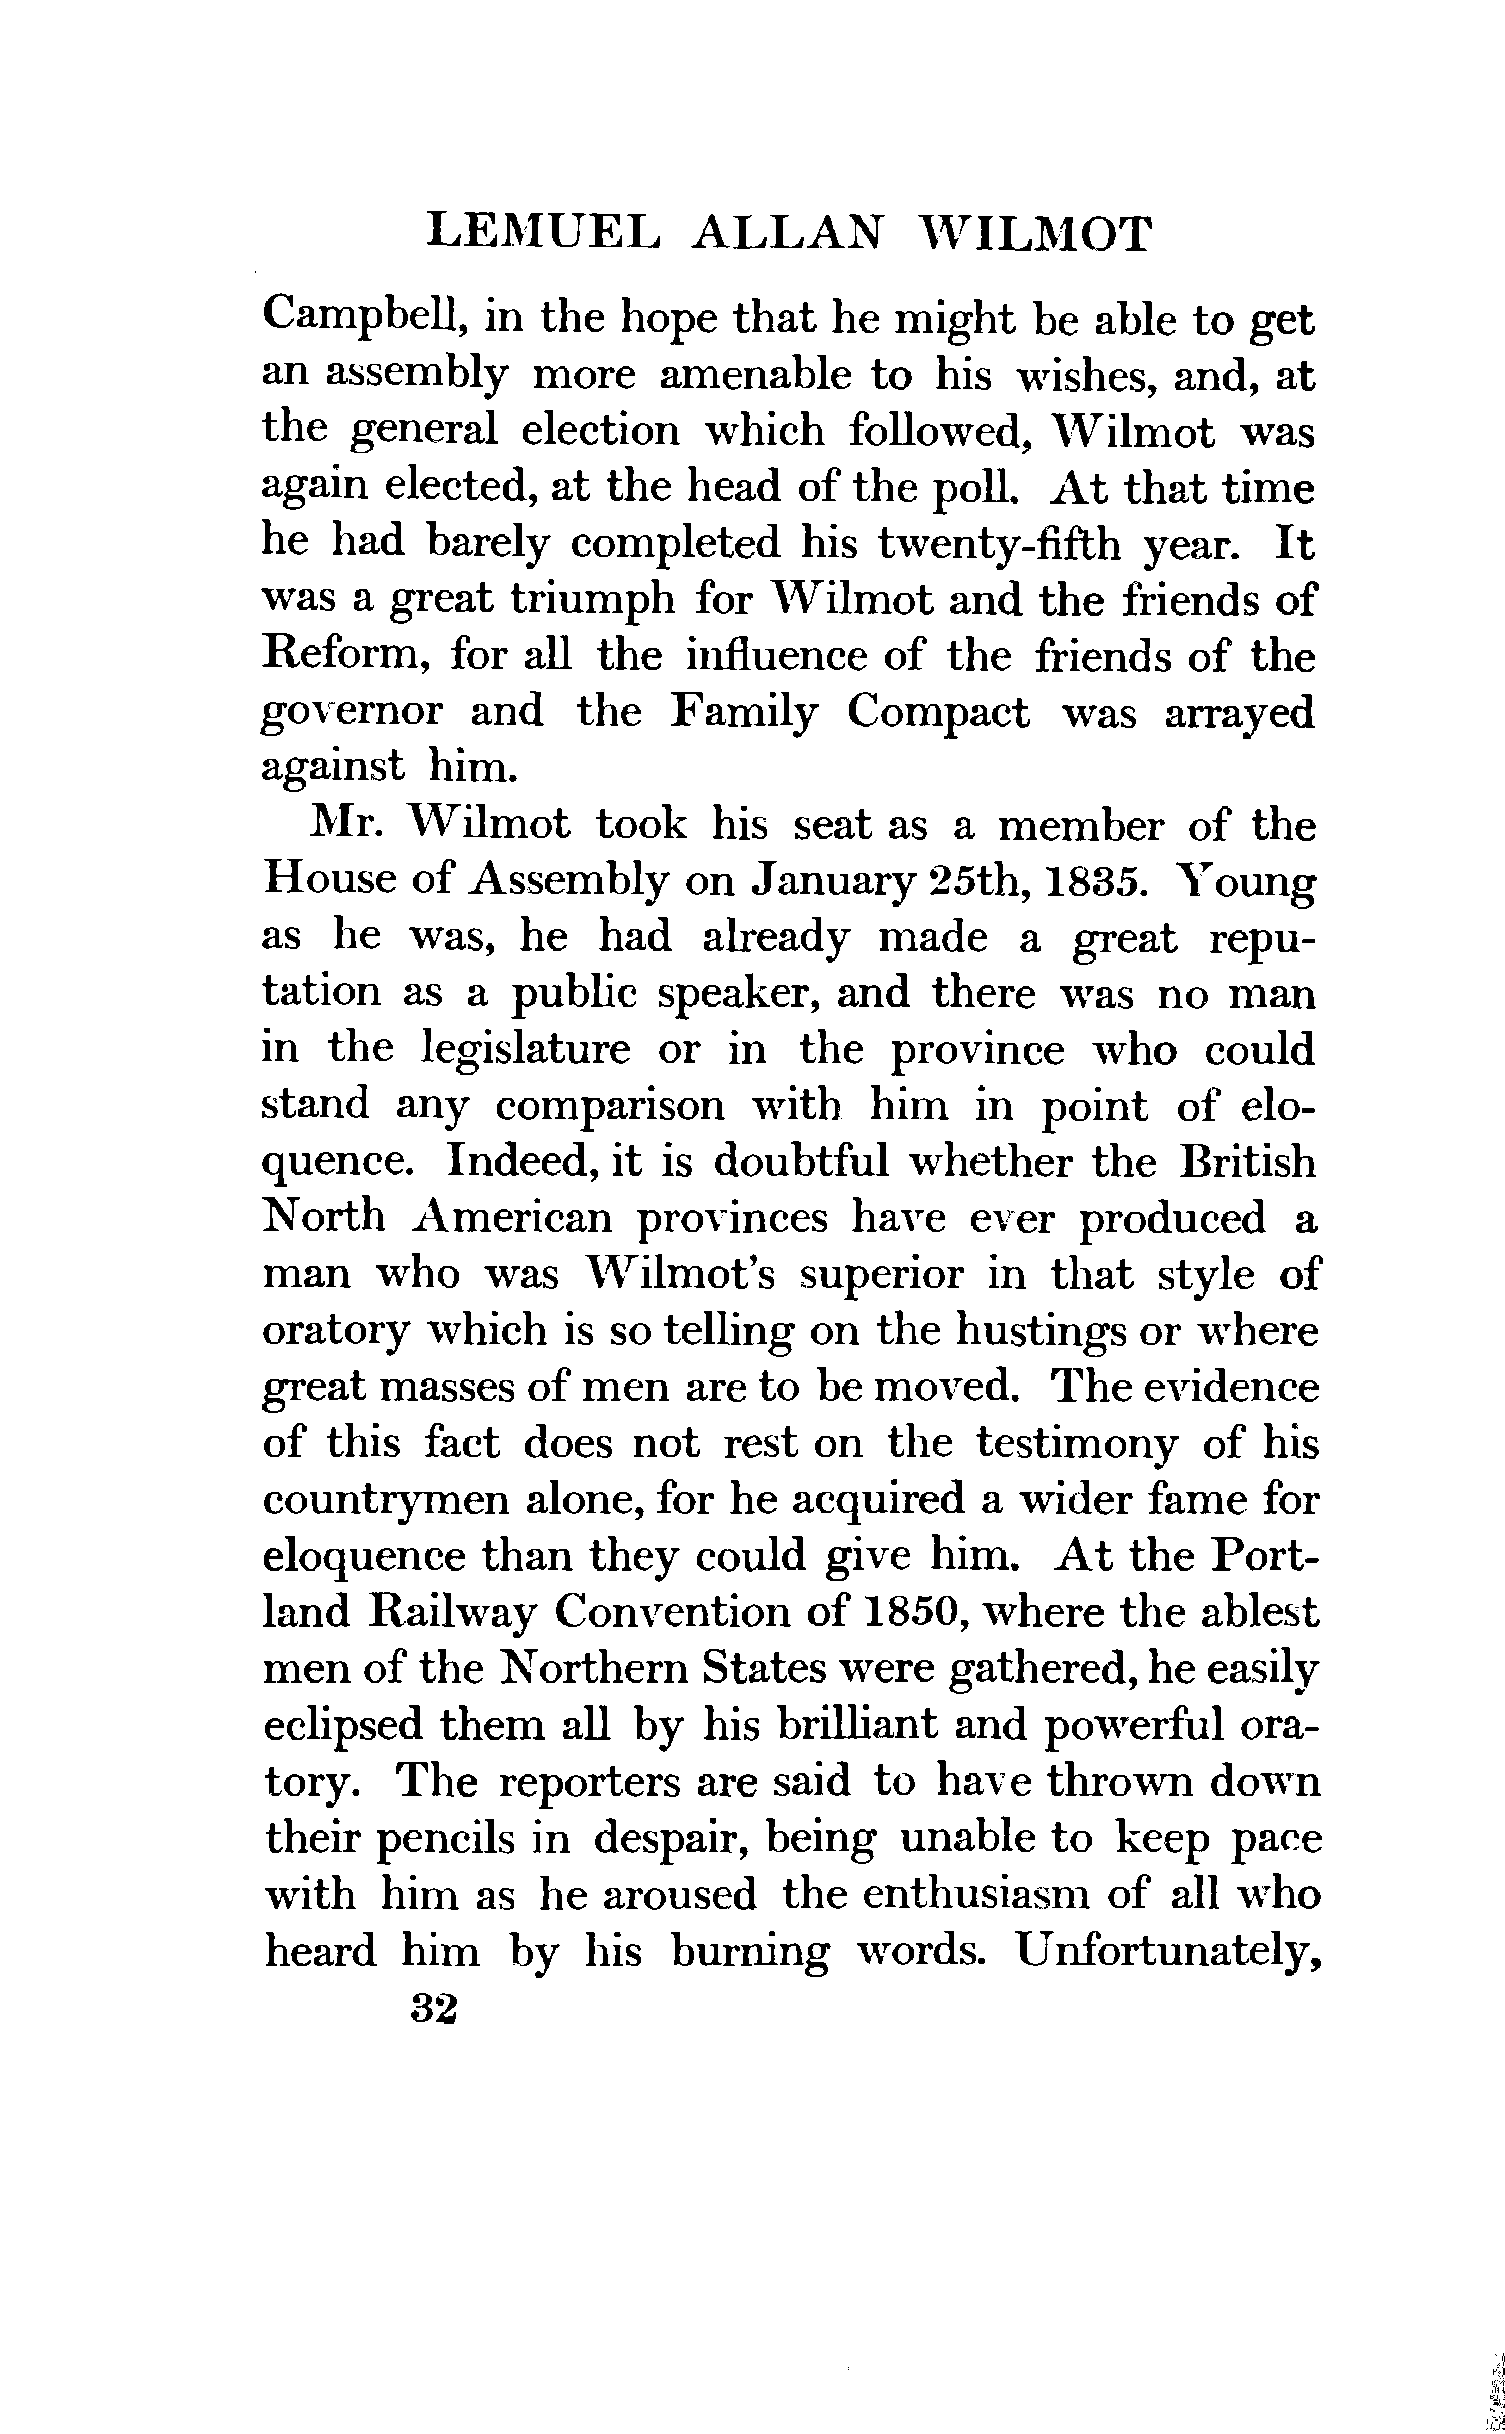 LEMUEL ALLAN WILMOT
Campbell, in the hope that he might be able to get
an assembly more amenable to his wishes, and, at
the general election which followed, Wilmot was
again elected, at the head of the poll. At that time
he had barely completed his twenty-fifth year. It
was a great triumph for Wilmot and the friends of
Reform, for all the influence of the friends of the
governor and the Family Compact was arrayed
against him.
Mr. Wilmot took his seat as a member of the
House of Assembly on January 25th, 1835. Young
as he was, he had already made a great repu-
tation as a public speaker, and there was no man
in the legislature or in the province who could
stand any comparison with him in point of elo-
quence. Indeed, it is doubtful whether the British
North American provinces have ever produced a
man who was Wilmot's superior in that style of
oratory which is so telling on the hustings or where
great masses of men are to be moved. The evidence
of this fact does not rest on the testimony of his
countrymen alone, for he acquired a wider fame for
eloquence than they could give him. At the Port-
land Railway Convention of 1850, where the ablest
men of the Northern States were gathered, he easily
eclipsed them all by his brilliant and powerful ora-
tory. The reporters are said to have thrown down
their pencils in despair, being unable to keep pace
with him as he aroused the enthusiasm of all who
heard him by his burning words. Unfortunately,
32